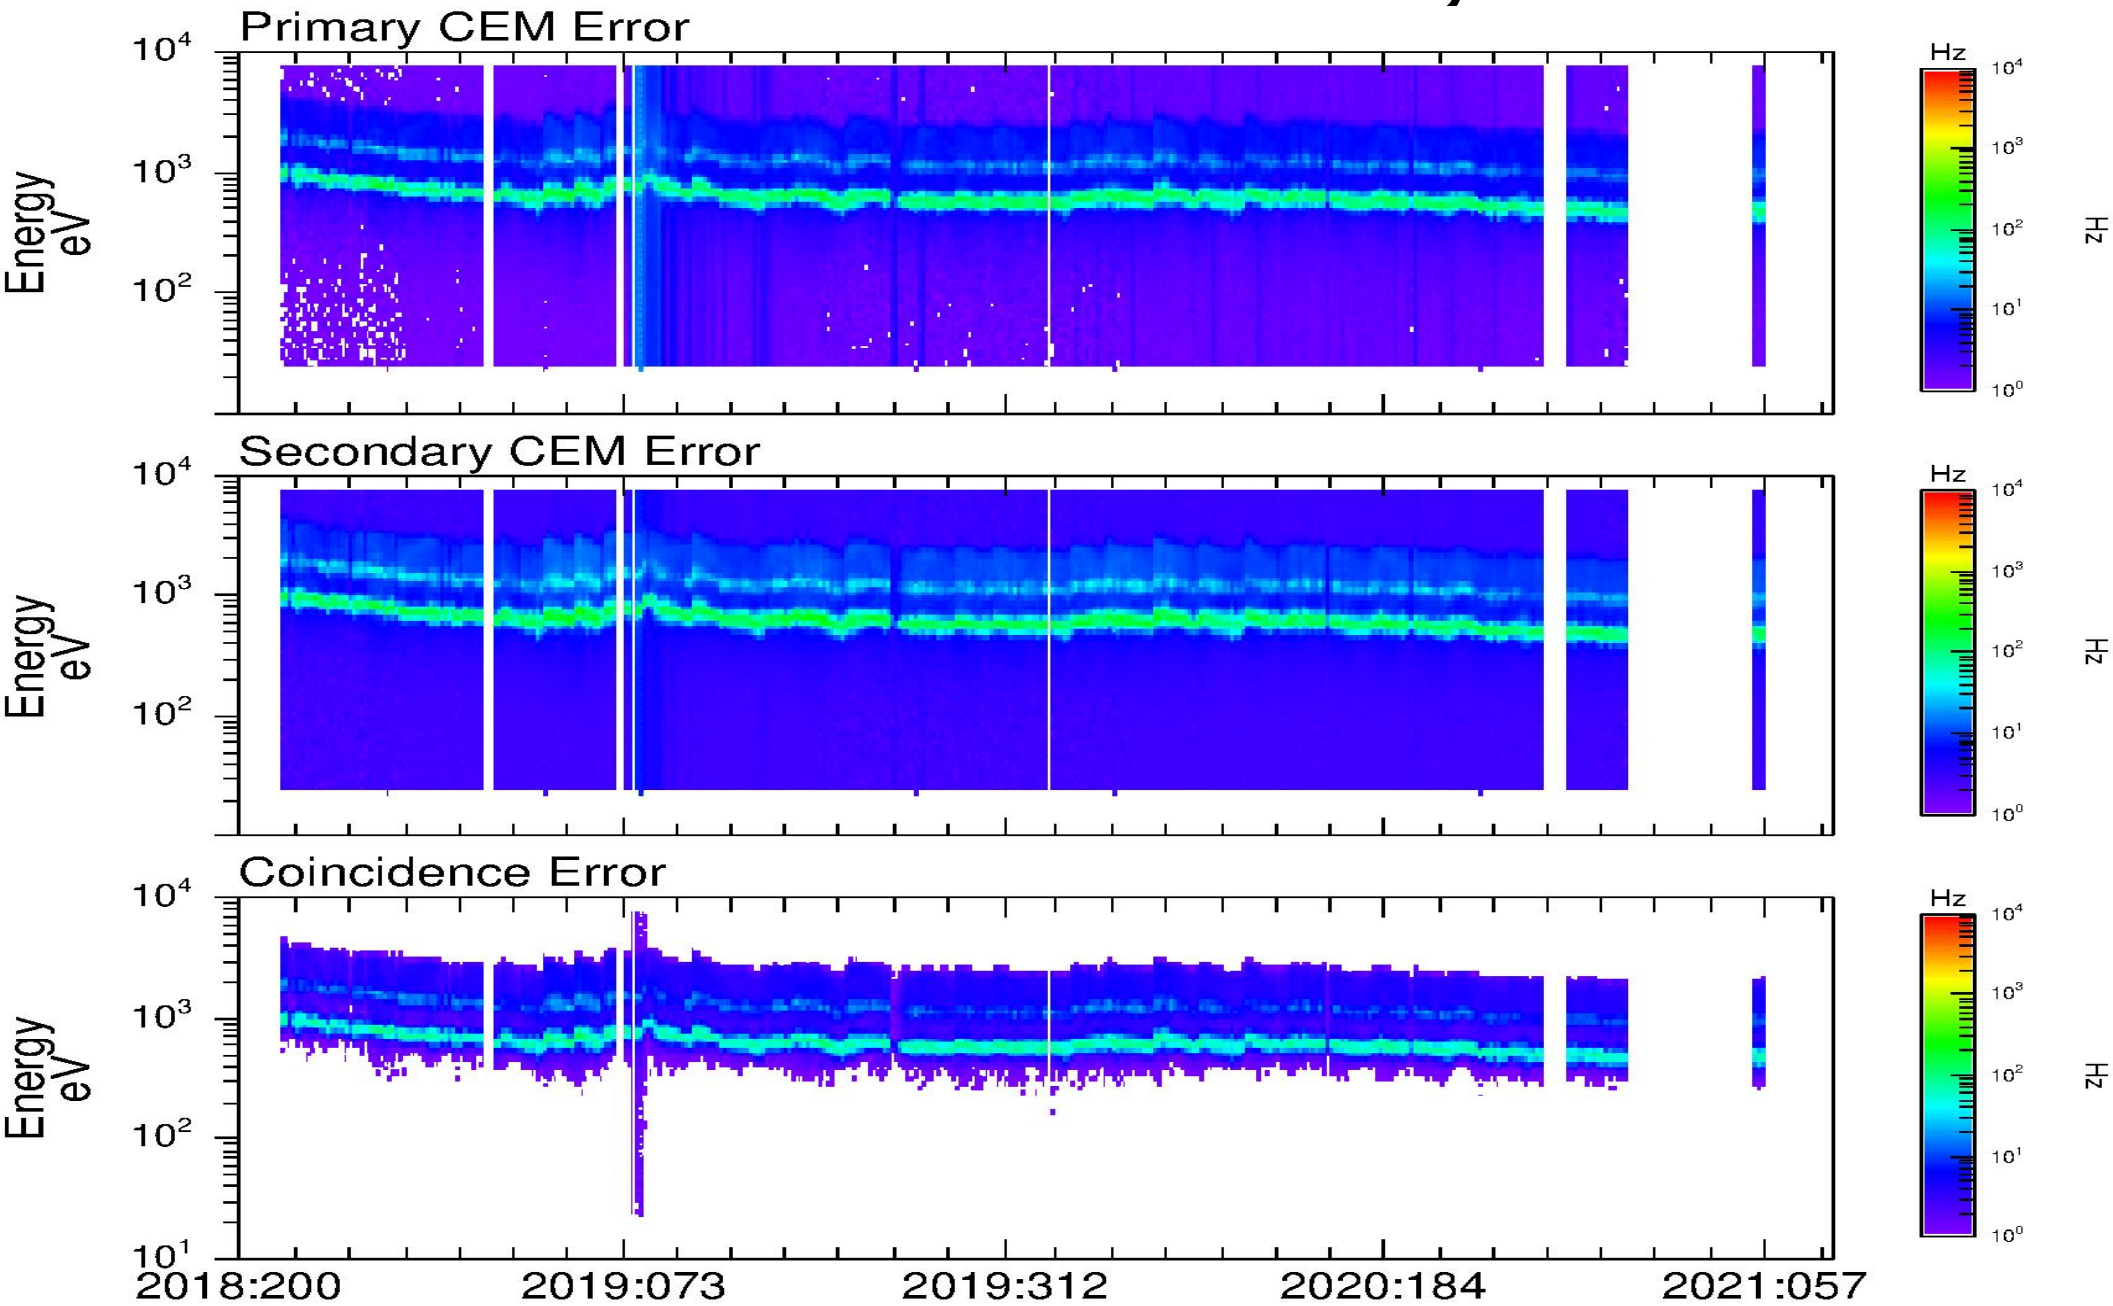 Primary CEM Error
10⁴
10³
10²
Energy
eV
Hz
10⁴
10³
10²
10¹
10⁰
Hz
Secondary CEM Error
10⁴
10³
10²
Energy
eV
Hz
10⁴
10³
10²
10¹
10⁰
Hz
Coincidence Error
10⁴
10³
10²
10¹
Energy
eV
Hz
10⁴
10³
10²
10¹
10⁰
Hz
2018:200 2019:073 2019:312 2020:184 2021:057